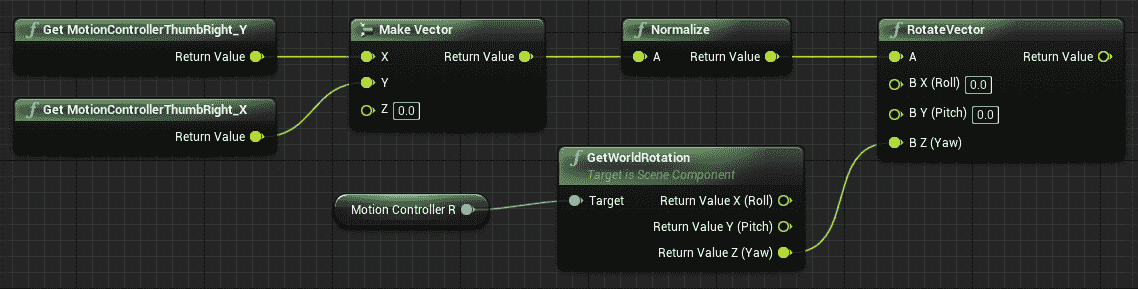 Get MotionControllerThumbRight_Y
Return Value
Get MotionControllerThumbRight_X
Return Value
Make Vector
X Return Value
Y
Z 0.0
Normalize
A Return Value
RotateVector
A Return Value
B X (Roll) 0.0
B Y (Pitch) 0.0
B Z (Yaw)
Motion Controller R
GetWorldRotation
Target is Scene Component
Target Return Value X (Roll)
Return Value Y (Pitch)
Return Value Z (Yaw)